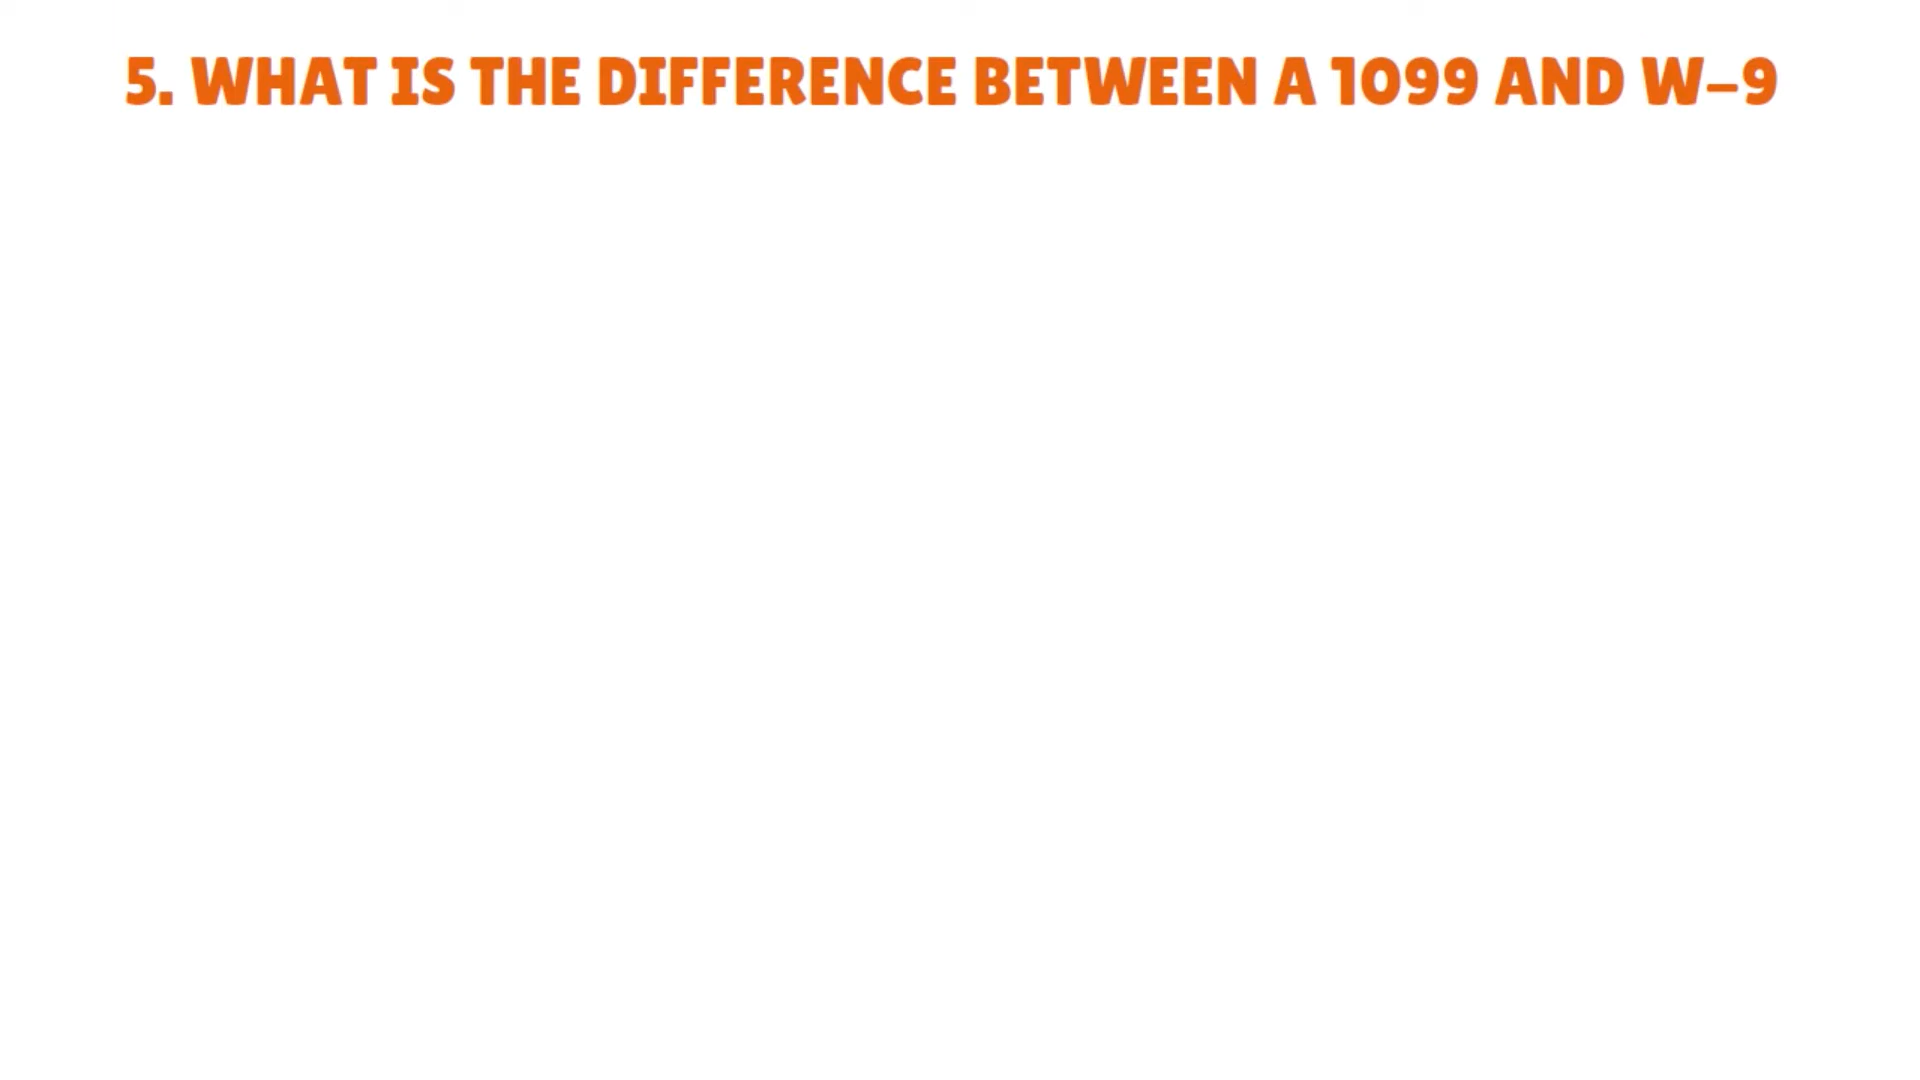 5. WHAT IS THE DIFFERENCE BETWEEN A 1099 AND W-9